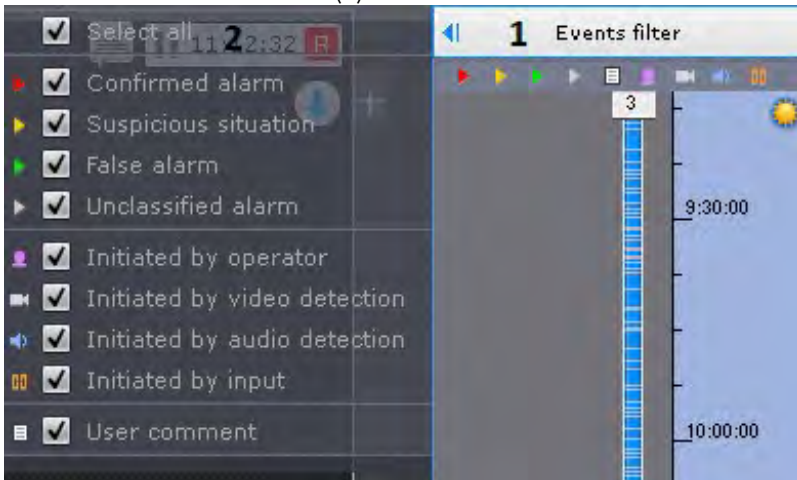 Select all 2 2:32 R
1 Events filter
Confirmed alarm
Suspicious situation
False alarm
Unclassified alarm
Initiated by operator
Initiated by video detection
Initiated by audio detection
Initiated by input
User comment
3
9:30:00
10:00:00